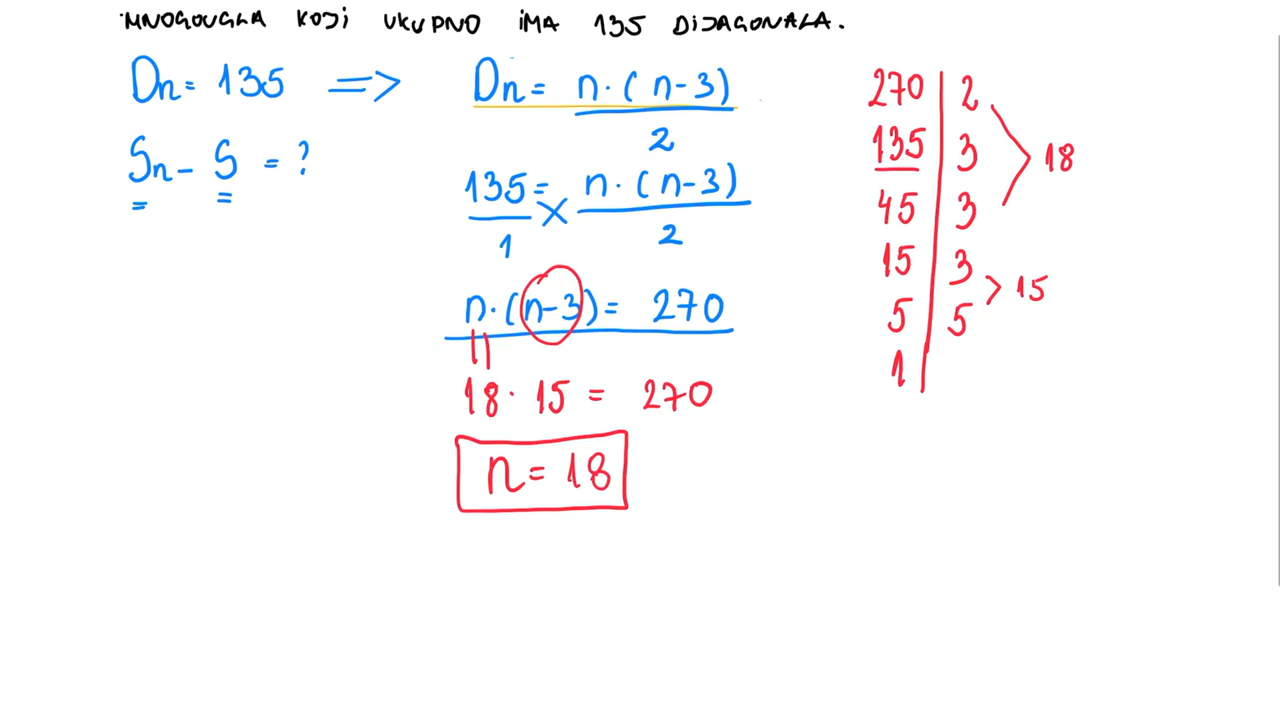 MNOGOUGLA KOJI UKUPNO IMA 135 DIJAGONALA.
Dn = 135 => Dn = n·(n-3)/2
Sn - S = ?
135/1 = n·(n-3)/2
n·(n-3) = 270
18·15 = 270
n = 18
270 | 2
135 | 3
45 | 3
18
15 | 3
5 | 5
15
1 |